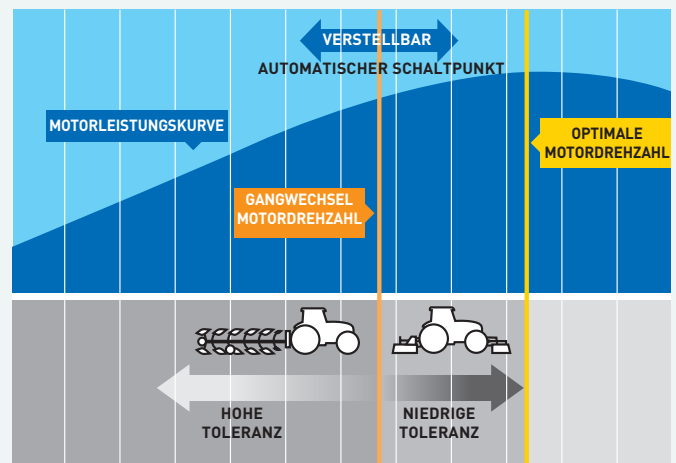 VERSTELLBAR
AUTOMATISCHER SCHALTPUNKT
MOTORLEISTUNGSKURVE
OPTIMALE
MOTORDREHZAHL
GANGWECHSEL
MOTORDREHZAHL
HOHE
TOLERANZ
NIEDRIGE
TOLERANZ